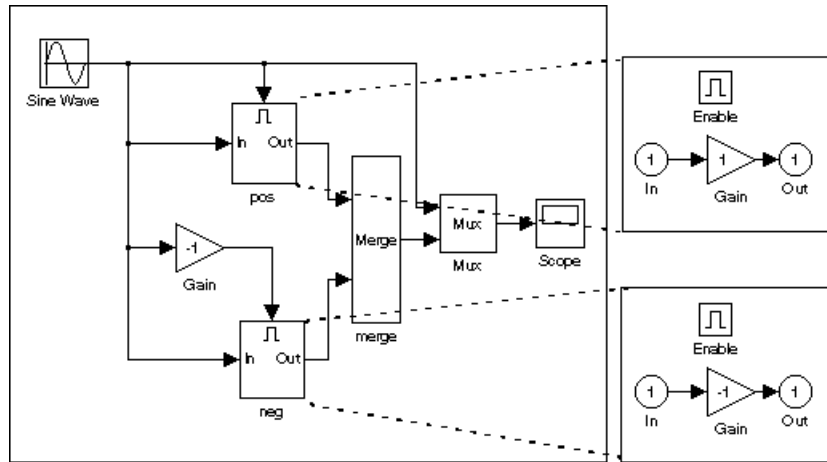 Sine Wave
In
Out
pos
-1
Gain
In
Out
neg
Merge
merge
Mux
Mux
Scope
Enable
1
In
1
Gain
1
Out
Enable
1
In
-1
Gain
1
Out